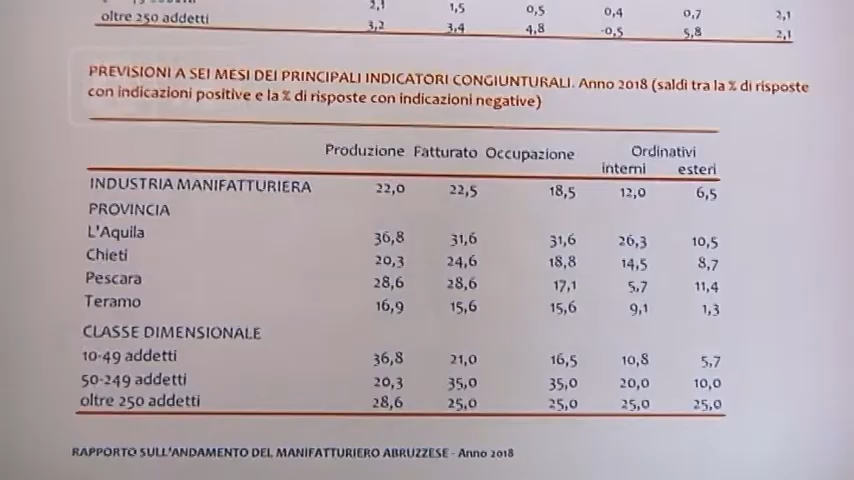 2,1 1,5 0,5 0,4 0,7 2,1
oltre 250 addetti 3,2 3,4 4,8 -0,5 5,8 2,1
PREVISIONI A SEI MESI DEI PRINCIPALI INDICATORI CONGIUNTURALI. Anno 2018 (saldi tra la % di risposte
con indicazioni positive e la % di risposte con indicazioni negative)
Produzione Fatturato Occupazione Ordinativi
interni esteri
INDUSTRIA MANIFATTURIERA 22,0 22,5 18,5 12,0 6,5
PROVINCIA
L'Aquila 36,8 31,6 31,6 26,3 10,5
Chieti 20,3 24,6 18,8 14,5 8,7
Pescara 28,6 28,6 17,1 5,7 11,4
Teramo 16,9 15,6 15,6 9,1 1,3
CLASSE DIMENSIONALE
10-49 addetti 36,8 21,0 16,5 10,8 5,7
50-249 addetti 20,3 35,0 35,0 20,0 10,0
oltre 250 addetti 28,6 25,0 25,0 25,0 25,0
RAPPORTO SULL'ANDAMENTO DEL MANIFATTURIERO ABRUZZESE - Anno 2018